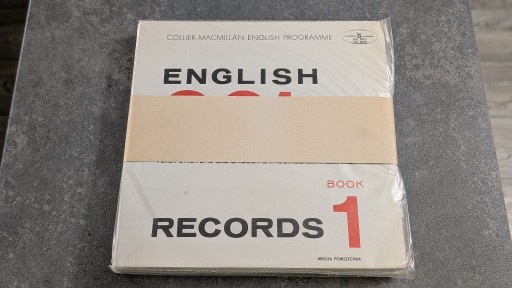 COLLIER-MACMILLAN ENGLISH PROGRAMME
ENGLISH
BOOK
RECORDS 1
WIEDZA POWSZECHNA